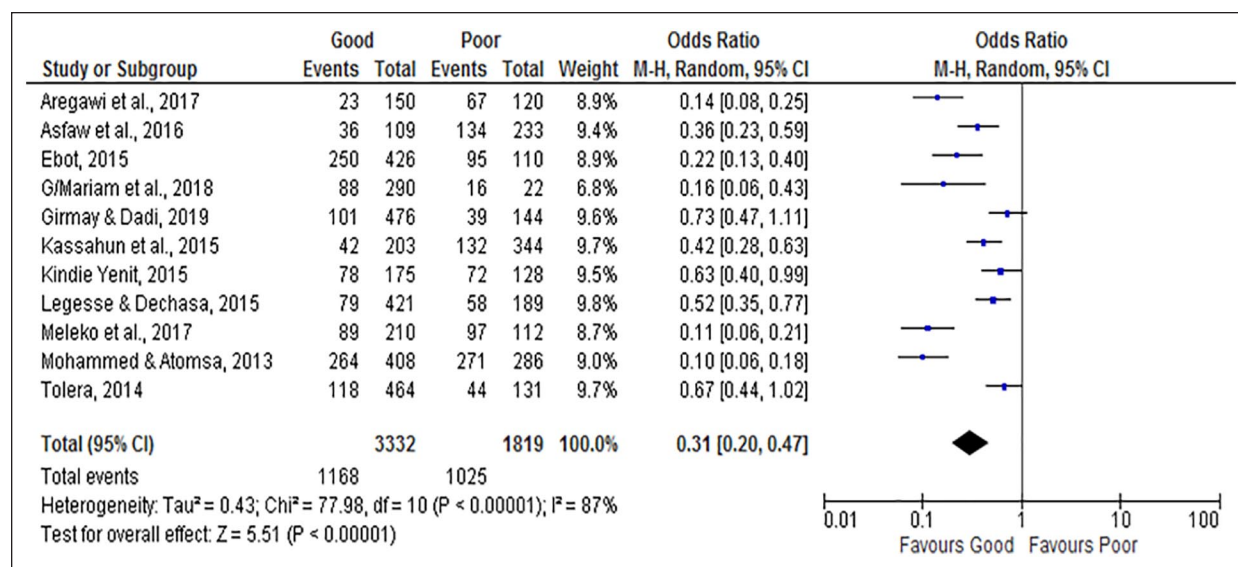 Good Poor Odds Ratio Odds Ratio
Study or Subgroup Events Total Events Total Weight M-H, Random, 95% CI M-H, Random, 95% CI
Aregawi et al., 2017 23 150 67 120 8.9% 0.14 [0.08, 0.25]
Asfaw et al., 2016 36 109 134 233 9.4% 0.36 [0.23, 0.59]
Ebot, 2015 250 426 95 110 8.9% 0.22 [0.13, 0.40]
G/Mariam et al., 2018 88 290 16 22 6.8% 0.16 [0.06, 0.43]
Girmay & Dadi, 2019 101 476 39 144 9.6% 0.73 [0.47, 1.11]
Kassahun et al., 2015 42 203 132 344 9.7% 0.42 [0.28, 0.63]
Kindie Yenit, 2015 78 175 72 128 9.5% 0.63 [0.40, 0.99]
Legesse & Dechasa, 2015 79 421 58 189 9.8% 0.52 [0.35, 0.77]
Meleko et al., 2017 89 210 97 112 8.7% 0.11 [0.06, 0.21]
Mohammed & Atomsa, 2013 264 408 271 286 9.0% 0.10 [0.06, 0.18]
Tolera, 2014 118 464 44 131 9.7% 0.67 [0.44, 1.02]
Total (95% CI) 3332 1819 100.0% 0.31 [0.20, 0.47]
Total events 1168 1025
Heterogeneity: Tau² = 0.43; Chi² = 77.98, df = 10 (P < 0.00001); I² = 87%
Test for overall effect: Z = 5.51 (P < 0.00001)
0.01 0.1 1 10 100
Favours Good Favours Poor